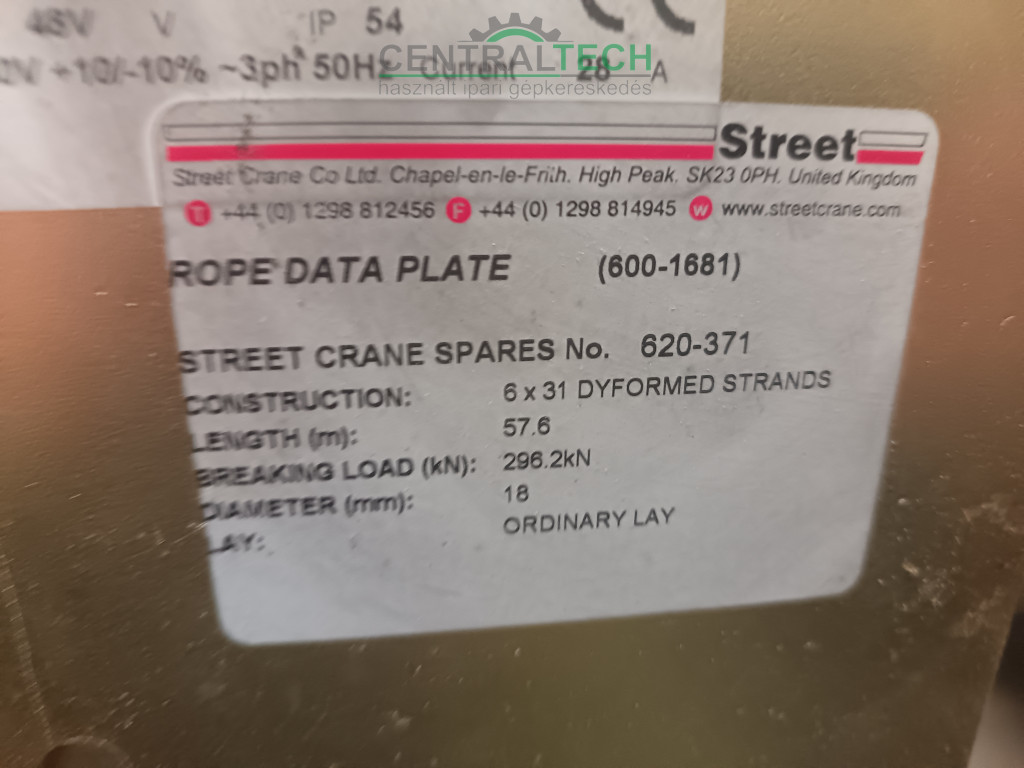 48V V IP 54
V +10/-10% ~3ph 50Hz Current 28 A
CENTRALTECH
használt ipari gépkereskedés
Street
Street Crane Co Ltd. Chapel-en-le-Frith. High Peak. SK23 0PH. United Kingdom
T +44 (0) 1298 812456 F +44 (0) 1298 814945 W www.streetcrane.com
ROPE DATA PLATE (600-1681)
STREET CRANE SPARES No. 620-371
CONSTRUCTION: 6 x 31 DYFORMED STRANDS
LENGTH (m): 57.6
BREAKING LOAD (kN): 296.2kN
DIAMETER (mm): 18
LAY: ORDINARY LAY